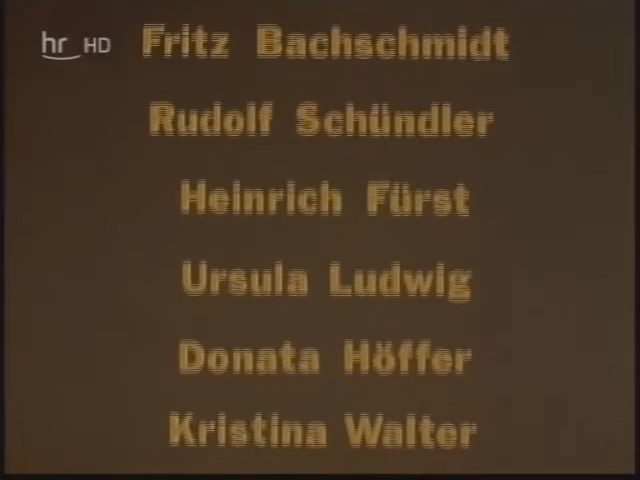 hr HD
Fritz Bachschmidt
Rudolf Schündler
Heinrich Fürst
Ursula Ludwig
Donata Höffer
Kristina Walter